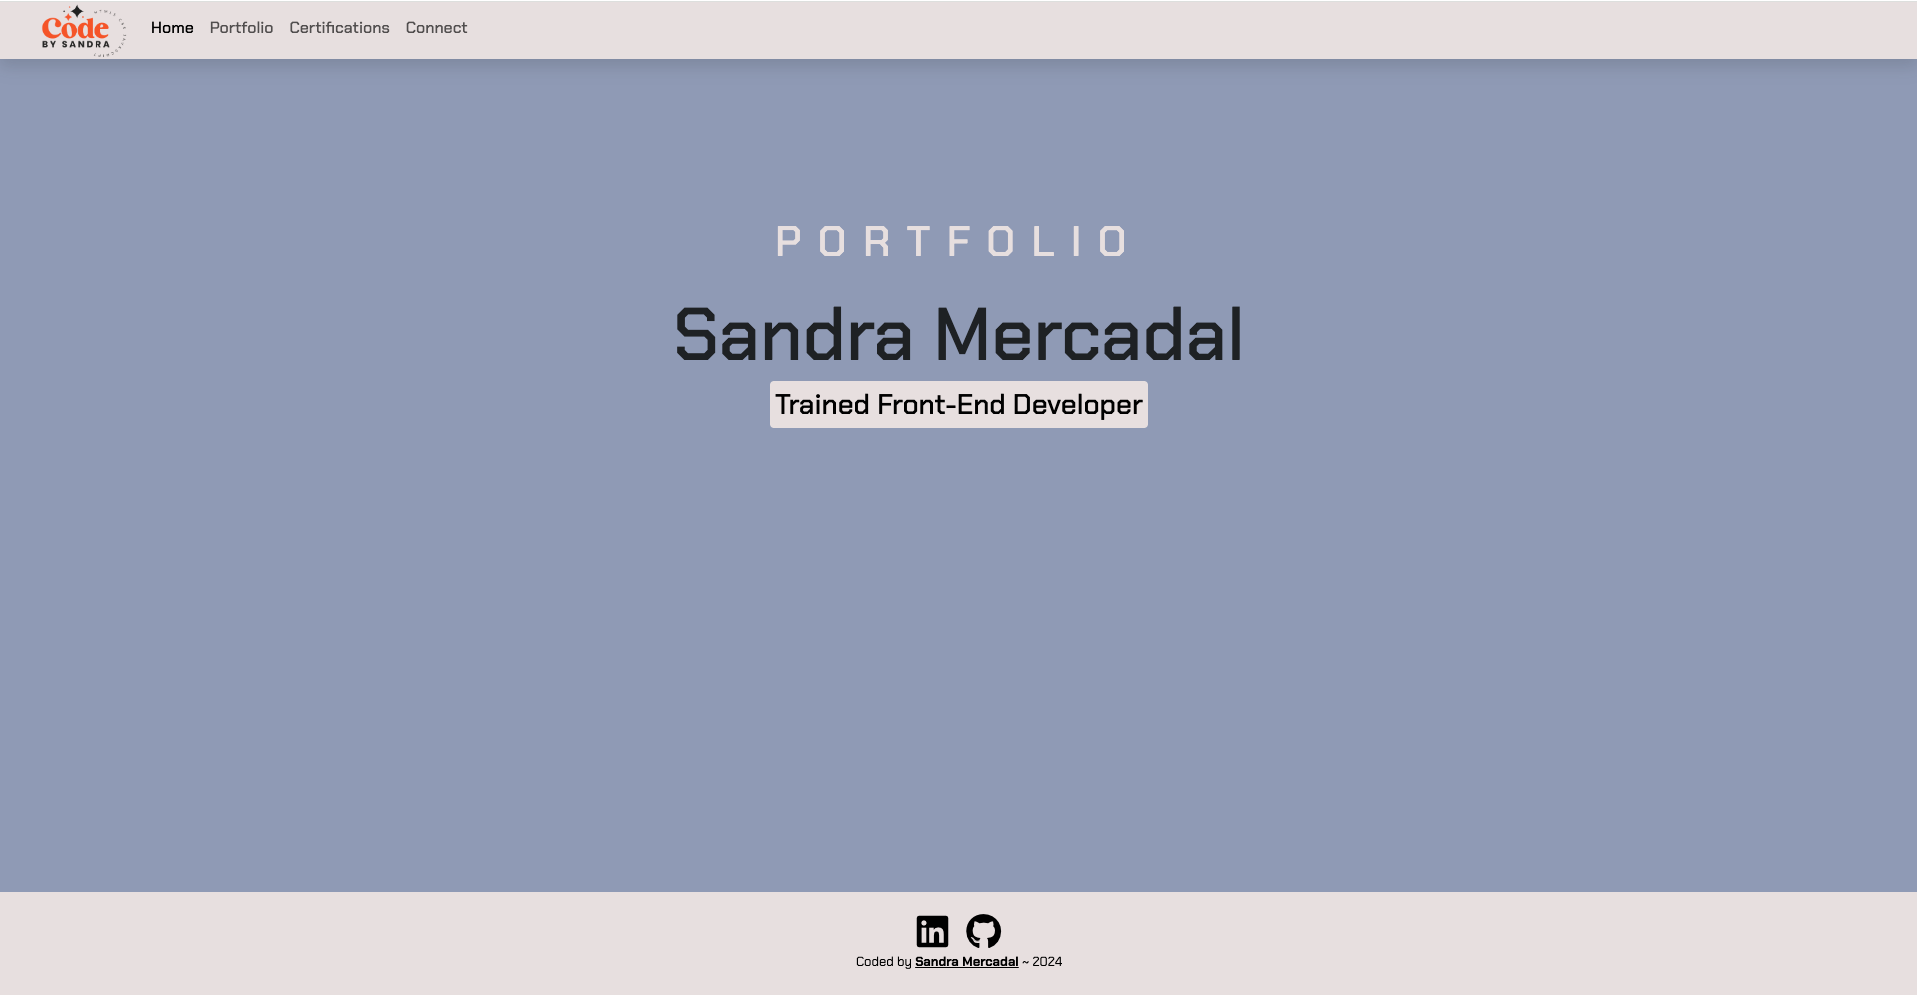 Code
BY SANDRA
Home Portfolio Certifications Connect
PORTFOLIO
Sandra Mercadal
Trained Front-End Developer
in
Coded by Sandra Mercadal ~ 2024